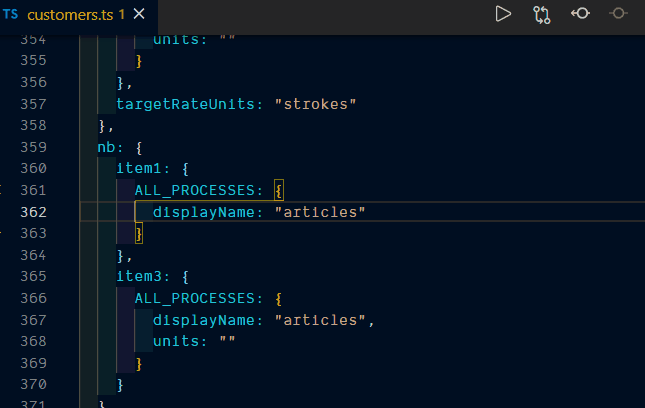 TS customers.ts 1
354 units: ""
355 }
356 },
357 targetRateUnits: "strokes"
358 },
359 nb: {
360 item1: {
361 ALL_PROCESSES: {
362 displayName: "articles"
363 }
364 },
365 item3: {
366 ALL_PROCESSES: {
367 displayName: "articles",
368 units: ""
369 }
370 }
371 }